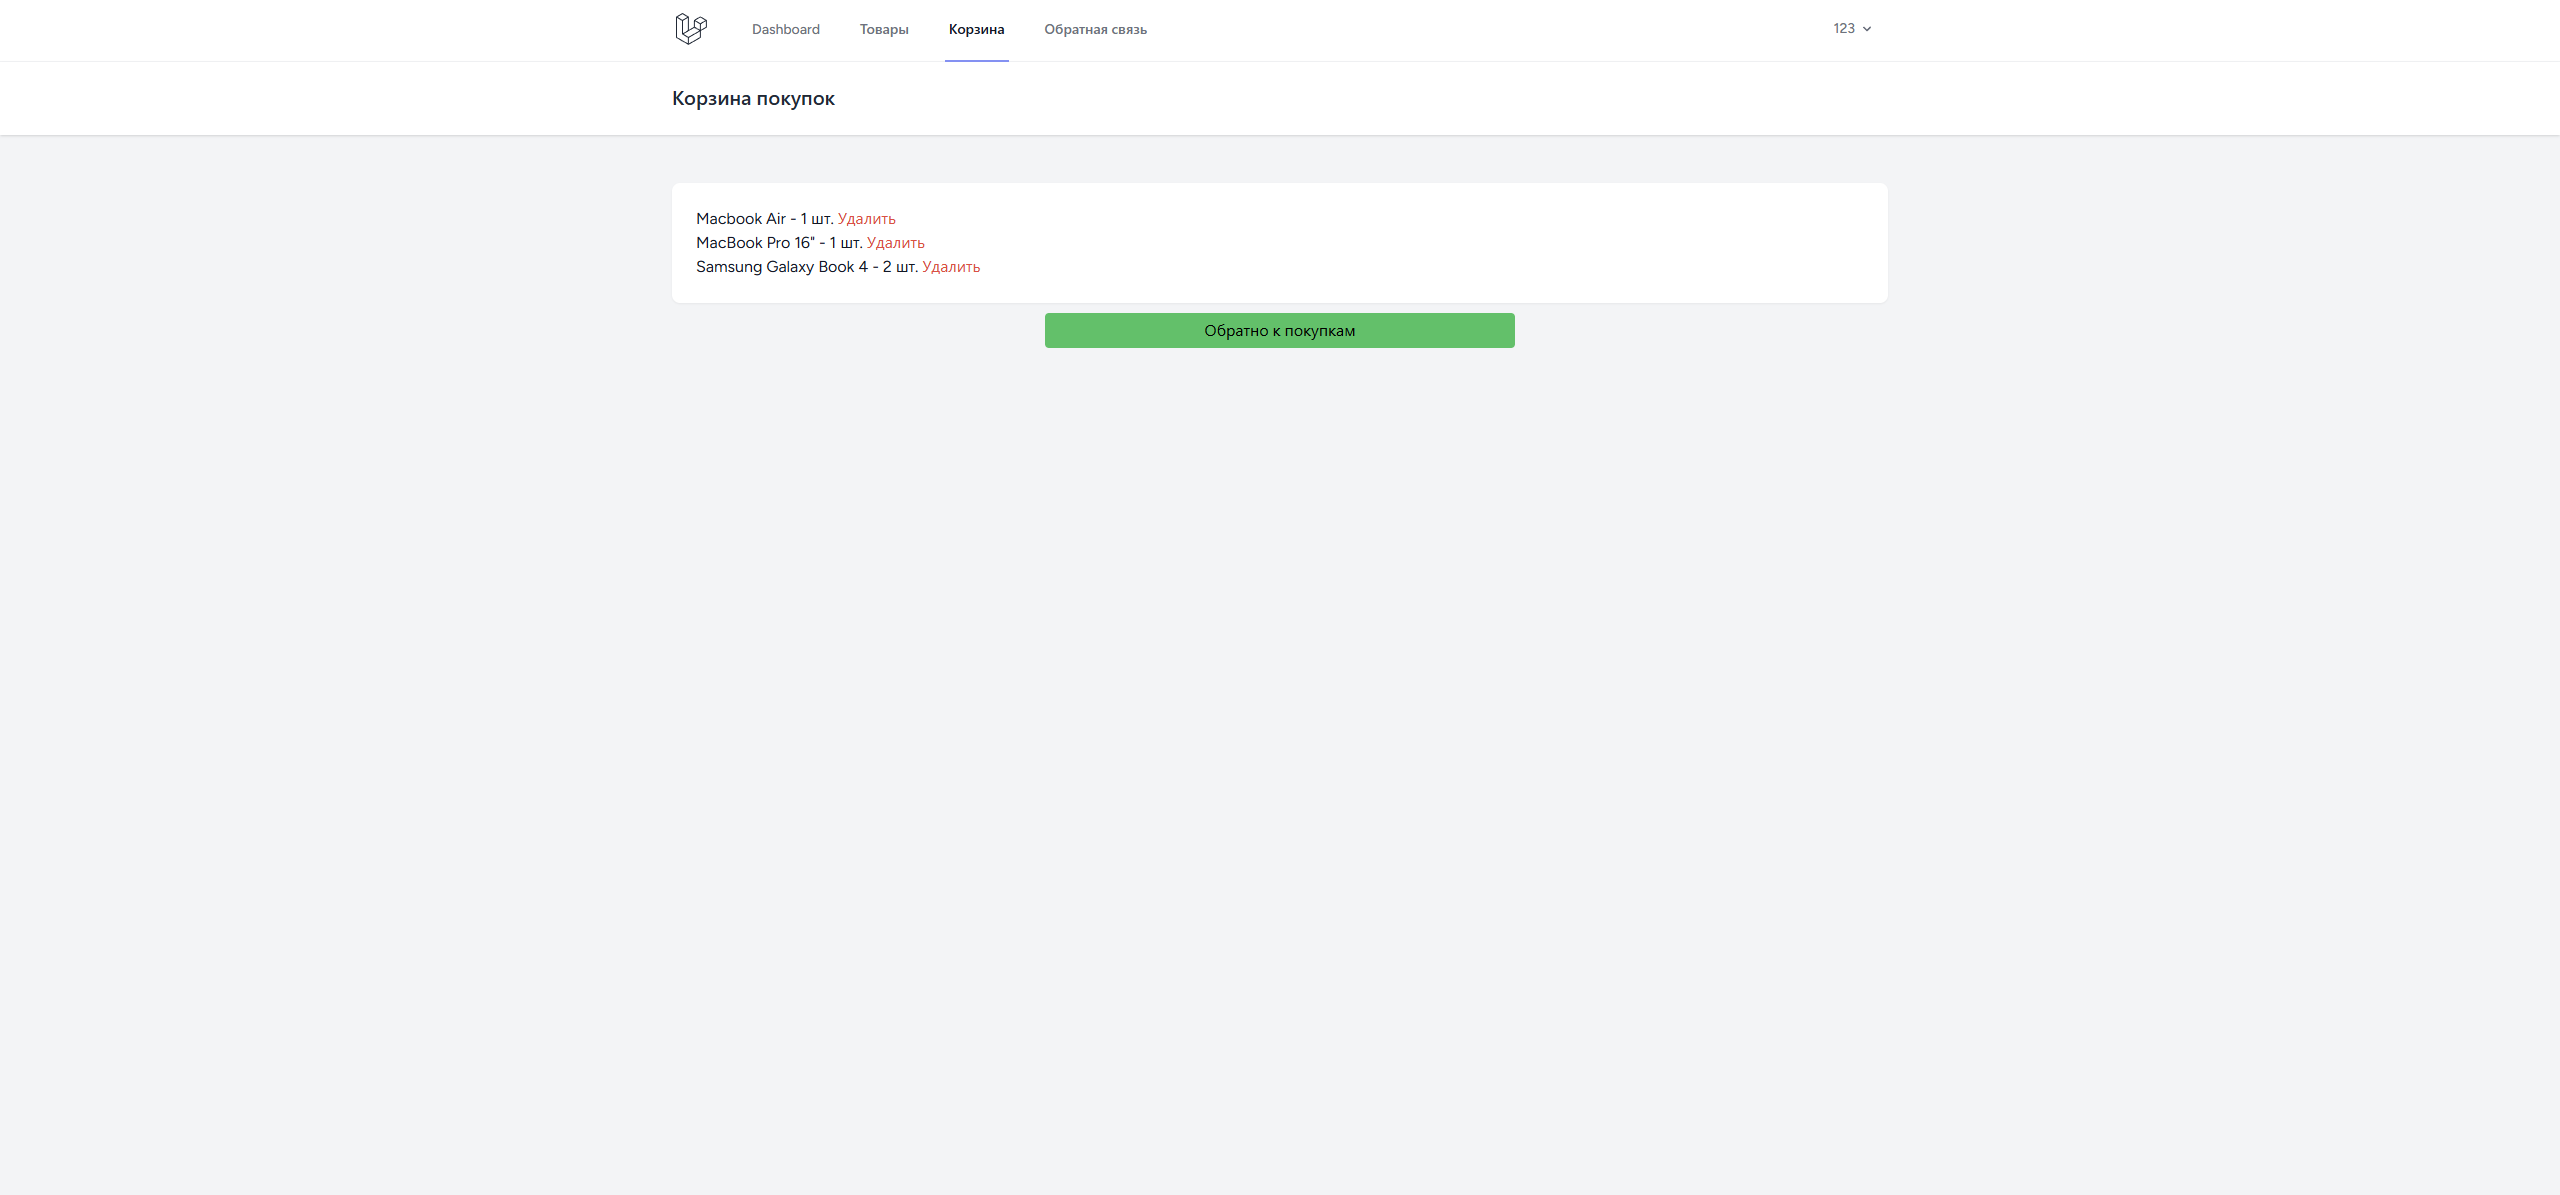 Dashboard Товары Корзина Обратная связь 123
Корзина покупок
Macbook Air - 1 шт. Удалить
MacBook Pro 16" - 1 шт. Удалить
Samsung Galaxy Book 4 - 2 шт. Удалить
Обратно к покупкам